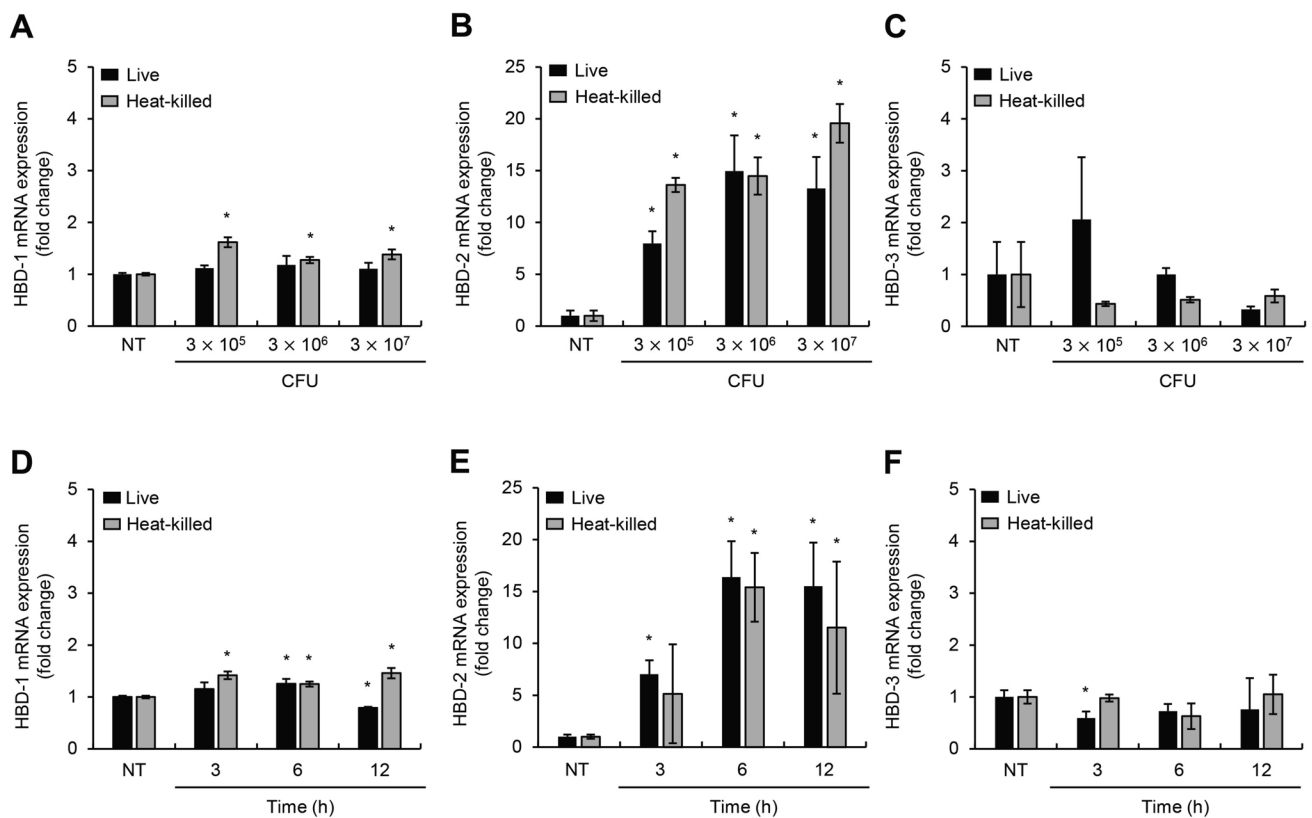 A
HBD-1 mRNA expression
(fold change)
5
4
3
2
1
0
Live
Heat-killed
*
*
*
NT
3 × 10⁵
3 × 10⁶
3 × 10⁷
CFU
B
HBD-2 mRNA expression
(fold change)
25
20
15
10
5
0
Live
Heat-killed
*
*
*
*
*
*
NT
3 × 10⁵
3 × 10⁶
3 × 10⁷
CFU
C
HBD-3 mRNA expression
(fold change)
5
4
3
2
1
0
Live
Heat-killed
NT
3 × 10⁵
3 × 10⁶
3 × 10⁷
CFU
D
HBD-1 mRNA expression
(fold change)
5
4
3
2
1
0
Live
Heat-killed
*
*
*
*
*
NT
3
6
12
Time (h)
E
HBD-2 mRNA expression
(fold change)
25
20
15
10
5
0
Live
Heat-killed
*
*
*
*
*
NT
3
6
12
Time (h)
F
HBD-3 mRNA expression
(fold change)
5
4
3
2
1
0
Live
Heat-killed
*
NT
3
6
12
Time (h)